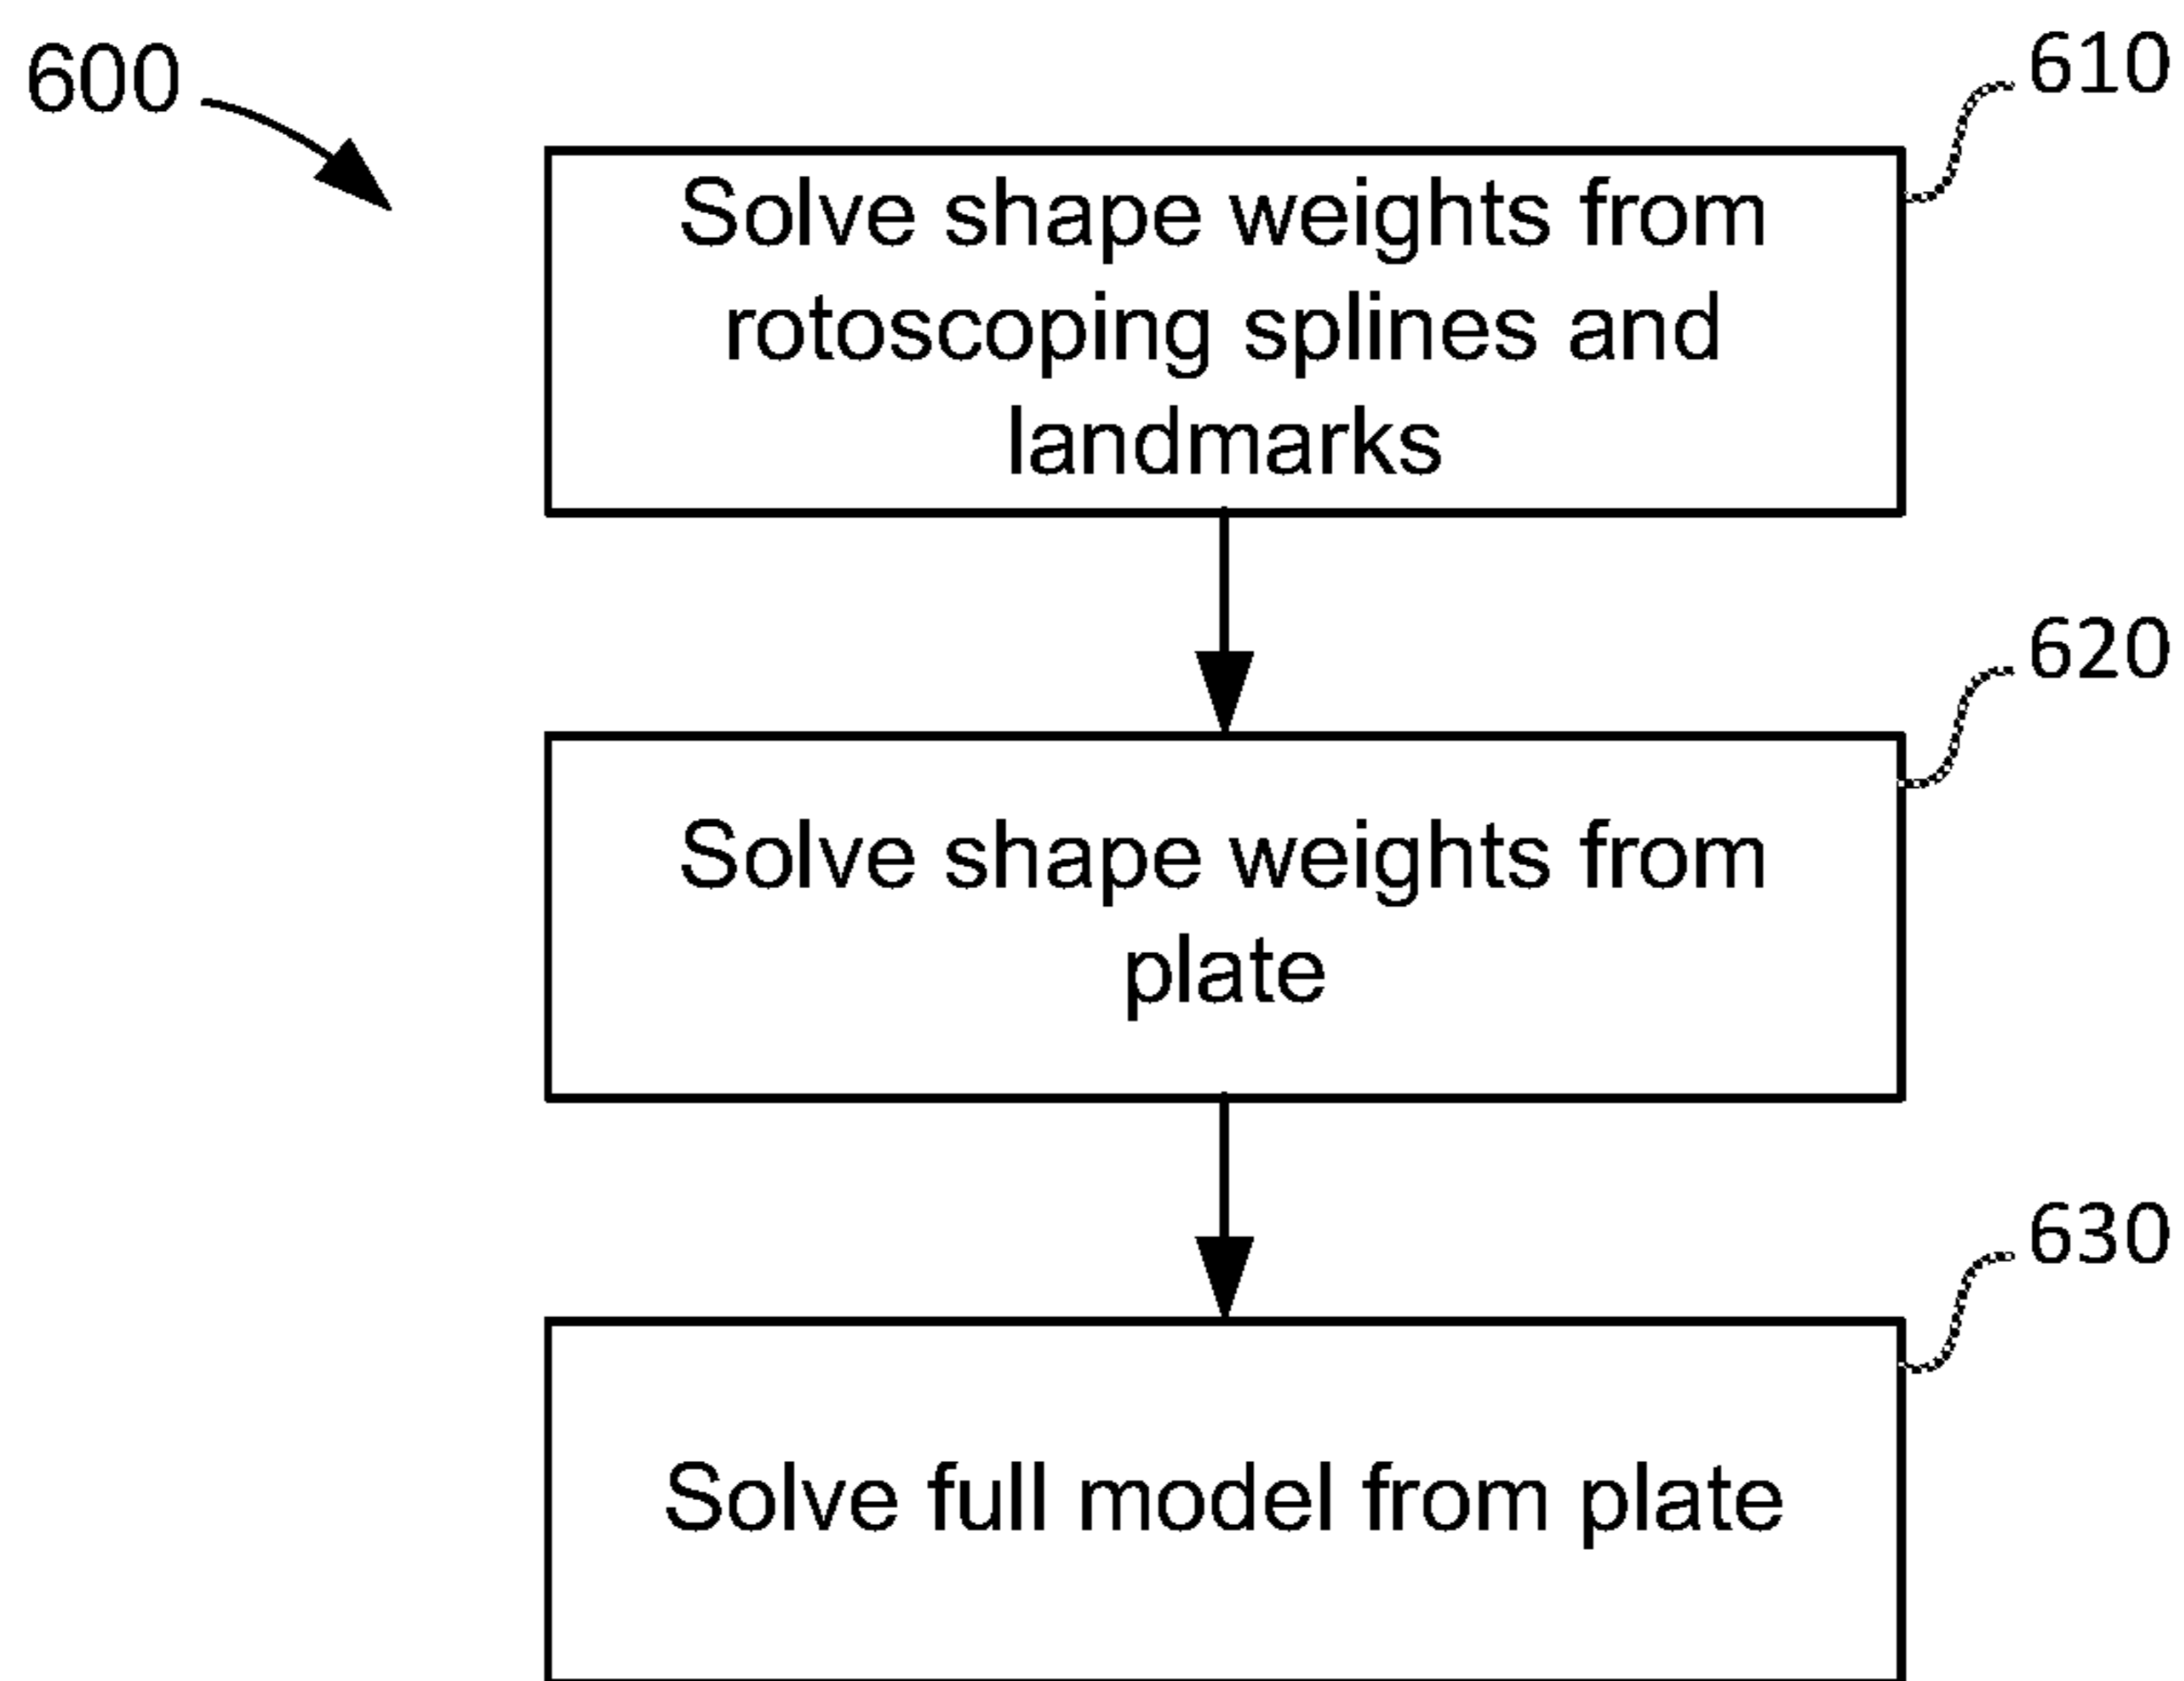 600
610
Solve shape weights from
rotoscoping splines and
landmarks
620
Solve shape weights from
plate
630
Solve full model from plate